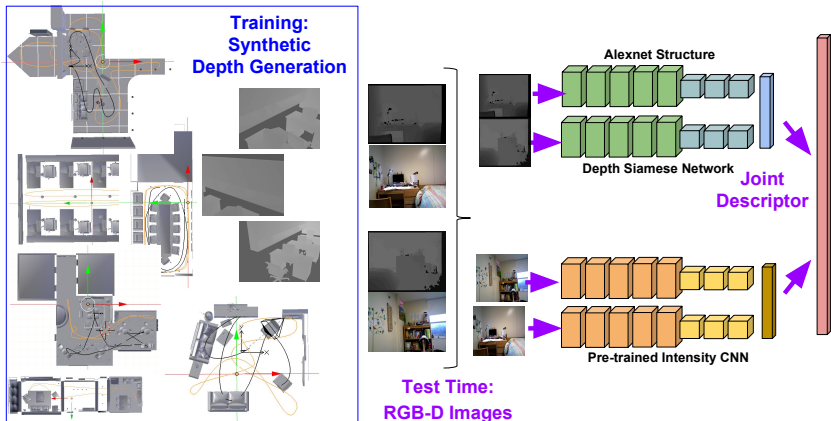 Training:
Synthetic
Depth Generation
Alexnet Structure
Depth Siamese Network
Joint
Descriptor
Pre-trained Intensity CNN
Test Time:
RGB-D Images